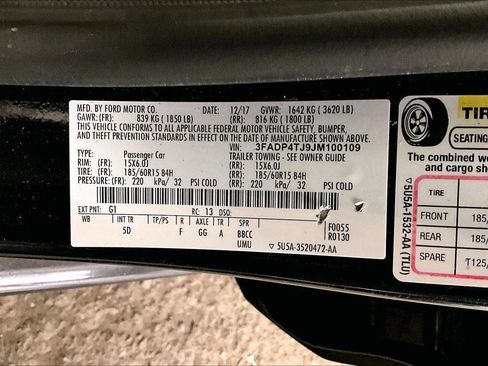 MFD. BY FORD MOTOR CO. DATE: 12/17 GVWR: 1642 KG ( 3620 LB)
GAWR: FR: 839 KG ( 1850 LB) RR: 816 KG ( 1800 LB)
THIS VEHICLE CONFORMS TO ALL APPLICABLE FEDERAL MOTOR VEHICLE SAFETY, BUMPER,
AND THEFT PREVENTION STANDARDS IN EFFECT ON THE DATE OF MANUFACTURE SHOWN ABOVE.
VIN: 3FADP4TJ9JM100109
TYPE: Passenger Car TRAILER TOWING - SEE OWNER GUIDE
RIM: (FR): 15X6.0J (RR): 15X6.0J
TIRE: (FR): 185/60R15 84H (RR): 185/60R15 84H
PRESSURE: (FR): 220 kPa/ 32 PSI COLD (RR): 220 kPa/ 32 PSI COLD
EXT PNT: G1 RC: 13 DSO:
WB INT TR TP/PS R AXLE TR SPR F0055
5D F GG A BBCC R0130
UMU ▽ 5U5A-3520472-AA
▽5U5A-1532-AA (TLU)
TIR
SEATING
The combined w
and cargo sh
TIRE
FRONT 185/
REAR 185/
SPARE T125/